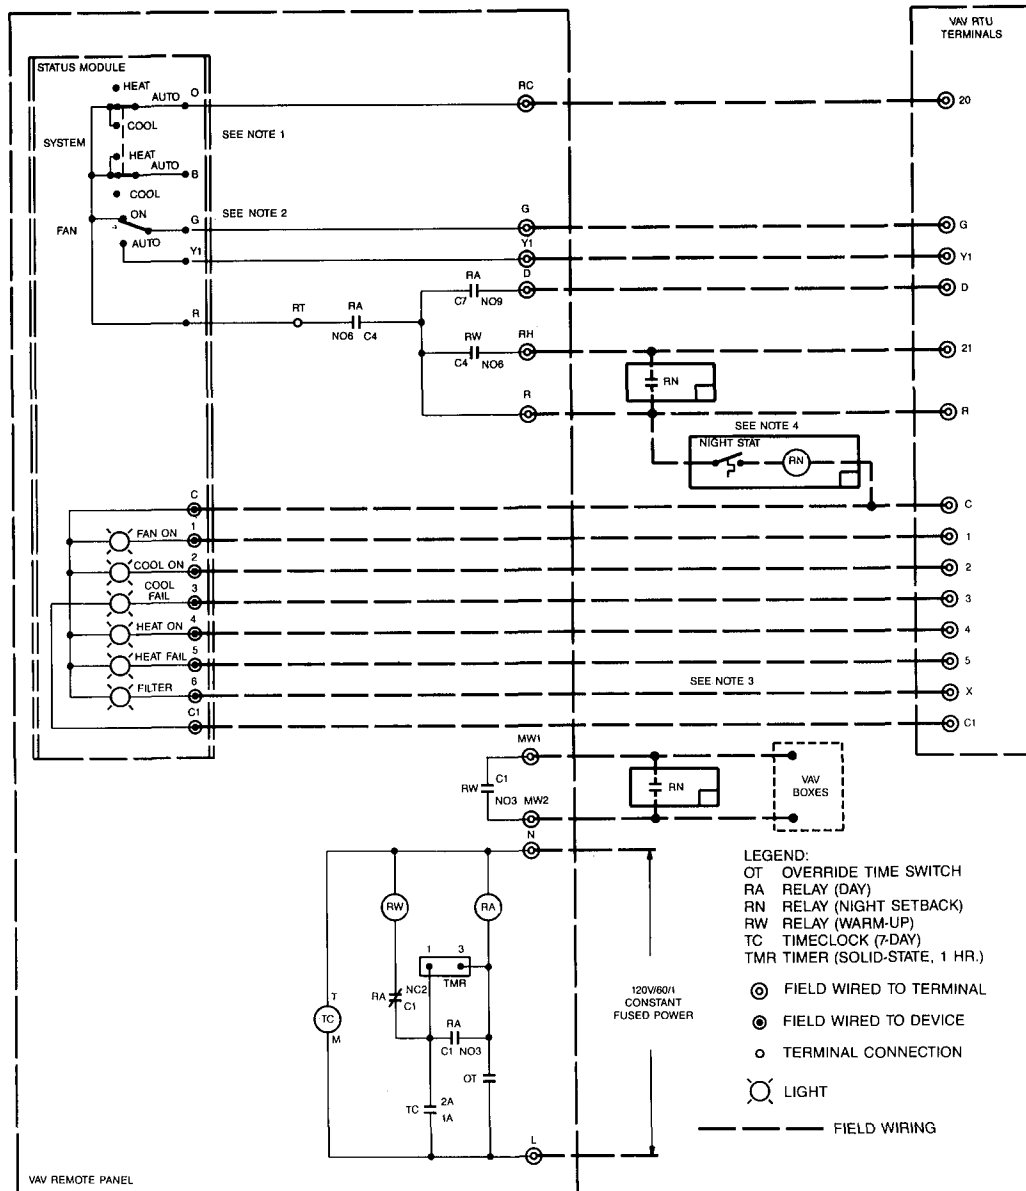 VAV RTU
TERMINALS
STATUS MODULE
HEAT
AUTO
O
RC
20
COOL
SYSTEM
SEE NOTE 1
HEAT
AUTO
B
COOL
ON
G
SEE NOTE 2
G
G
FAN
AUTO
Y1
Y1
Y1
RA
D
D
C7 NO9
R
RT
RA
NO6 C4
RW
RH
21
C4 NO6
RN
R
R
SEE NOTE 4
NIGHT STAT
RN
C
C
FAN ON
1
1
COOL ON
2
2
COOL
FAIL
3
3
HEAT ON
4
4
HEAT FAIL
5
5
SEE NOTE 3
FILTER
6
X
C1
C1
MW1
RW
C1
RN
VAV
BOXES
NO3
MW2
N
LEGEND:
OT OVERRIDE TIME SWITCH
RA RELAY (DAY)
RN RELAY (NIGHT SETBACK)
RW RELAY (WARM-UP)
TC TIMECLOCK (7-DAY)
TMR TIMER (SOLID-STATE, 1 HR.)
FIELD WIRED TO TERMINAL
FIELD WIRED TO DEVICE
TERMINAL CONNECTION
LIGHT
FIELD WIRING
RW
RA
1 3
TMR
RA
NC2
C1
120V/60/1
CONSTANT
FUSED POWER
T
TC
M
RA
C1 NO3
OT
TC
2A
1A
L
VAV REMOTE PANEL